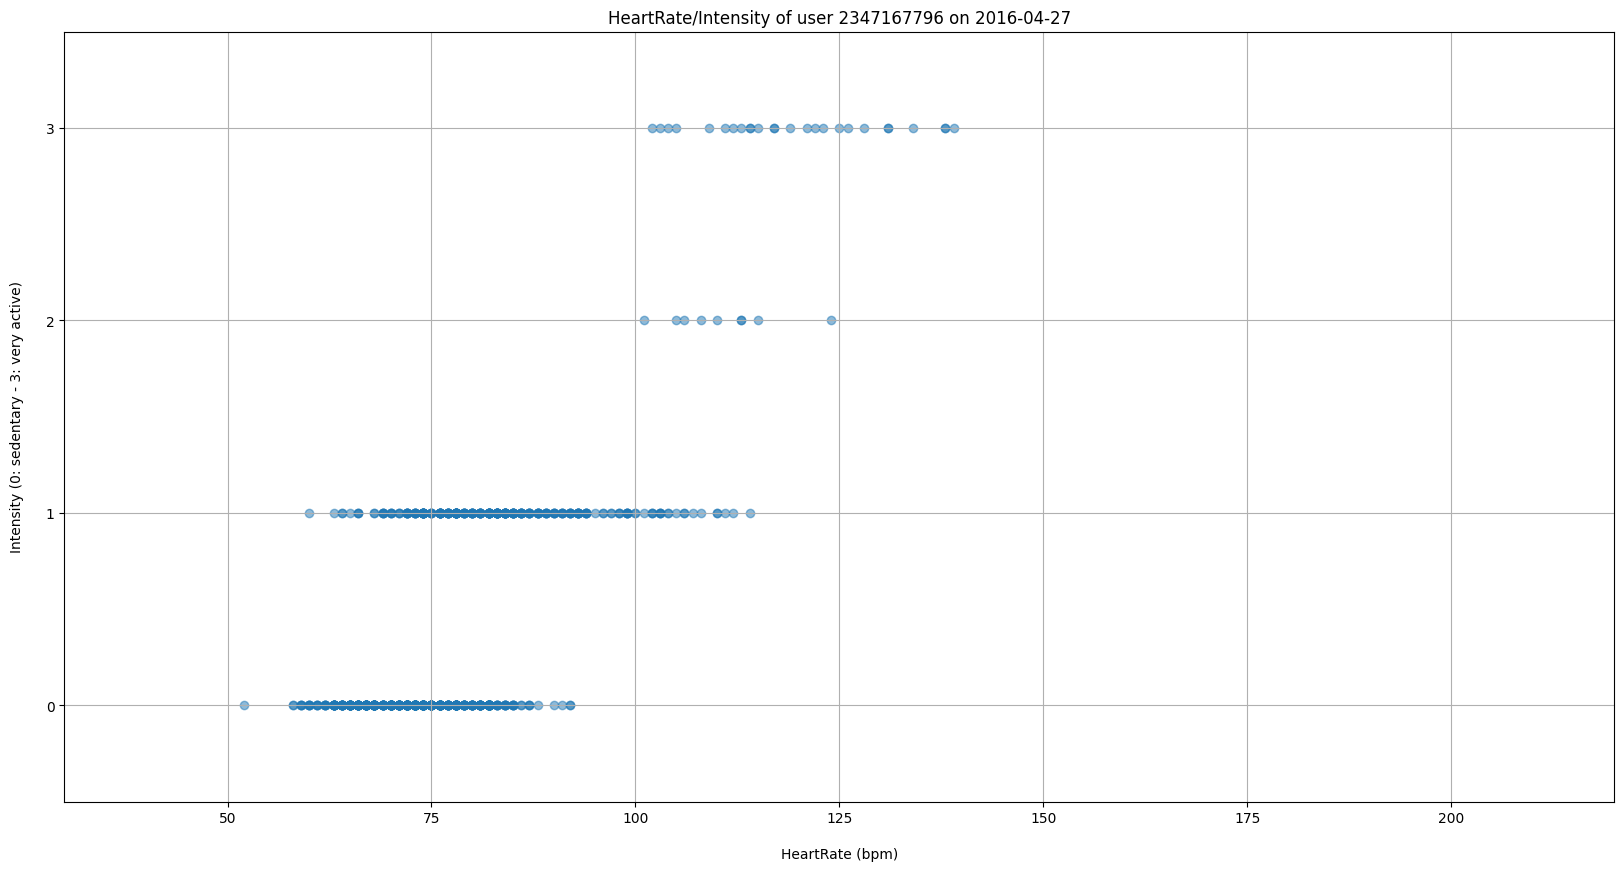 HeartRate/Intensity of user 2347167796 on 2016-04-27
Intensity (0: sedentary - 3: very active)
3
2
1
0
50 75 100 125 150 175 200
HeartRate (bpm)